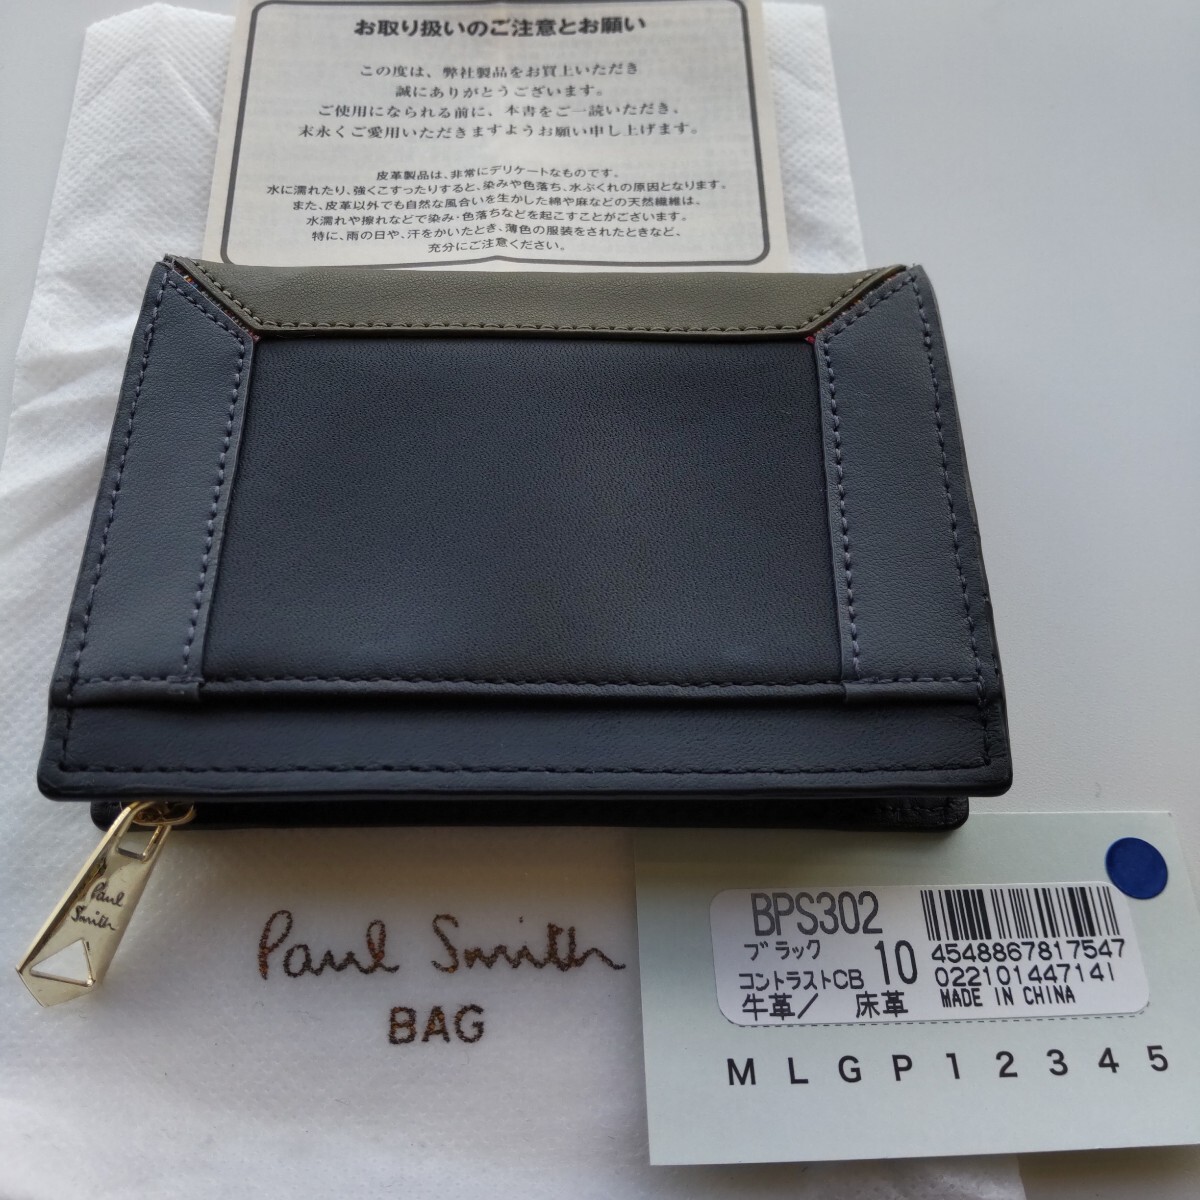 お取り扱いのご注意とお願い
この度は、弊社製品をお買上いただき
誠にありがとうございます。
ご使用になられる前に、本書をご一読いただき、
末永くご愛用いただきますようお願い申し上げます。
皮革製品は、非常にデリケートなものです。
水に濡れたり、強くこすったりすると、染みや色落ち、水ぶくれの原因となります。
また、皮革以外でも自然な風合いを生かした綿や麻などの天然繊維は、
水濡れや擦れなどで染み・色落ちなどを起こすことがございます。
特に、雨の日や、汗をかいたとき、薄色の服装をされたときなど、
充分にご注意ください。
Paul
Smith
Paul Smith
BAG
BPS302
ブラック
コントラストCB 10
牛革/ 床革
4548867817547
022101447141
MADE IN CHINA
M L G P 1 2 3 4 5